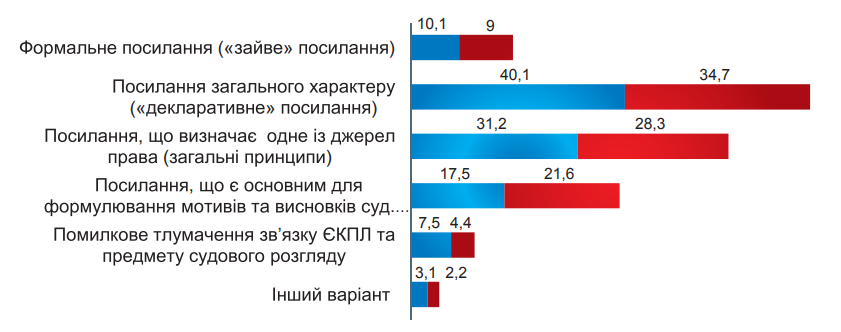 10,1 9
Формальне посилання («зайве» посилання)
40,1 34,7
Посилання загального характеру
(«декларативне» посилання)
31,2 28,3
Посилання, що визначає одне із джерел
права (загальні принципи)
17,5 21,6
Посилання, що є основним для
формулювання мотивів та висновків суд....
7,5 4,4
Помилкове тлумачення зв’язку ЄКПЛ та
предмету судового розгляду
3,1 2,2
Інший варіант